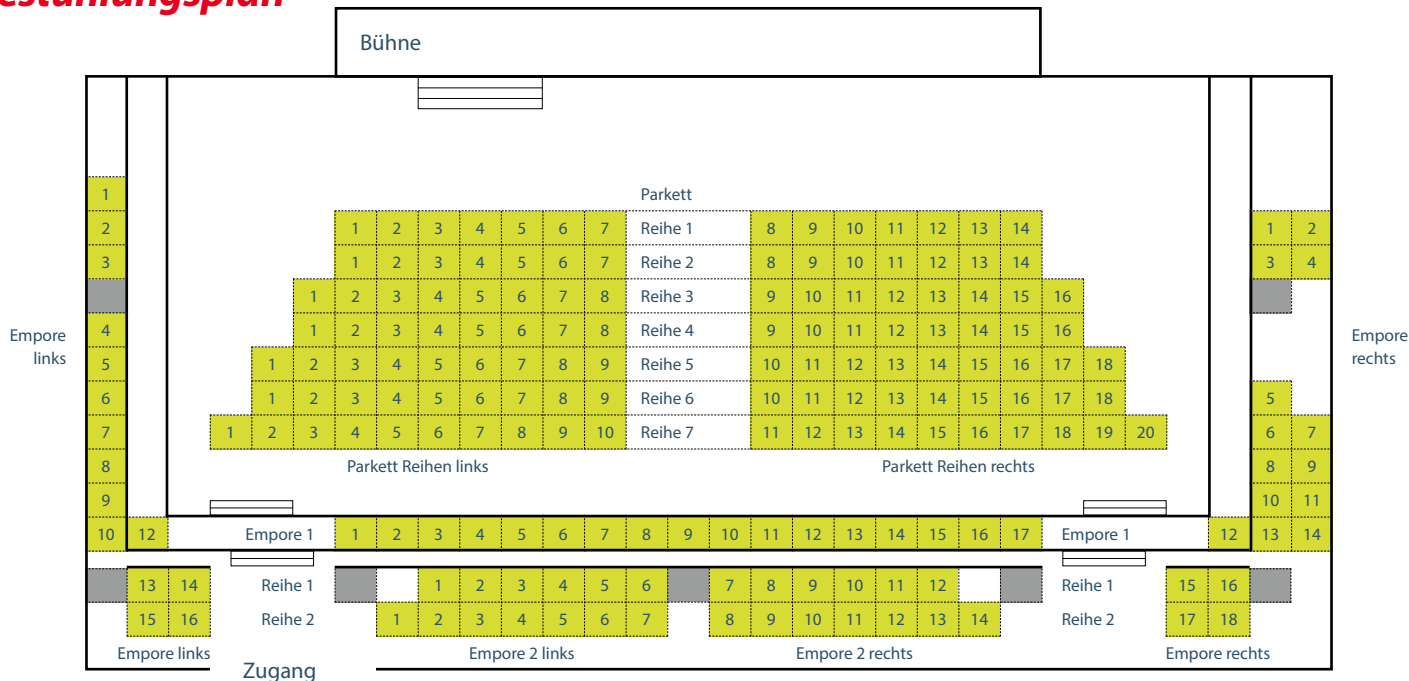 estuhlungsplan
Bühne
1 Parkett
2 1 2 3 4 5 6 7 Reihe 1 8 9 10 11 12 13 14 1 2
3 1 2 3 4 5 6 7 Reihe 2 8 9 10 11 12 13 14 3 4
1 2 3 4 5 6 7 8 Reihe 3 9 10 11 12 13 14 15 16
4 1 2 3 4 5 6 7 8 Reihe 4 9 10 11 12 13 14 15 16
Empore
links
Empore
rechts
5 1 2 3 4 5 6 7 8 9 Reihe 5 10 11 12 13 14 15 16 17 18
6 1 2 3 4 5 6 7 8 9 Reihe 6 10 11 12 13 14 15 16 17 18 5
7 1 2 3 4 5 6 7 8 9 10 Reihe 7 11 12 13 14 15 16 17 18 19 20 6 7
8 Parkett Reihen links Parkett Reihen rechts 8 9
9 10 11
10 12 Empore 1 1 2 3 4 5 6 7 8 9 10 11 12 13 14 15 16 17 Empore 1 12 13 14
13 14 Reihe 1 1 2 3 4 5 6 7 8 9 10 11 12 Reihe 1 15 16
15 16 Reihe 2 1 2 3 4 5 6 7 8 9 10 11 12 13 14 Reihe 2 17 18
Empore links Empore 2 links Empore 2 rechts Empore rechts
Zugang